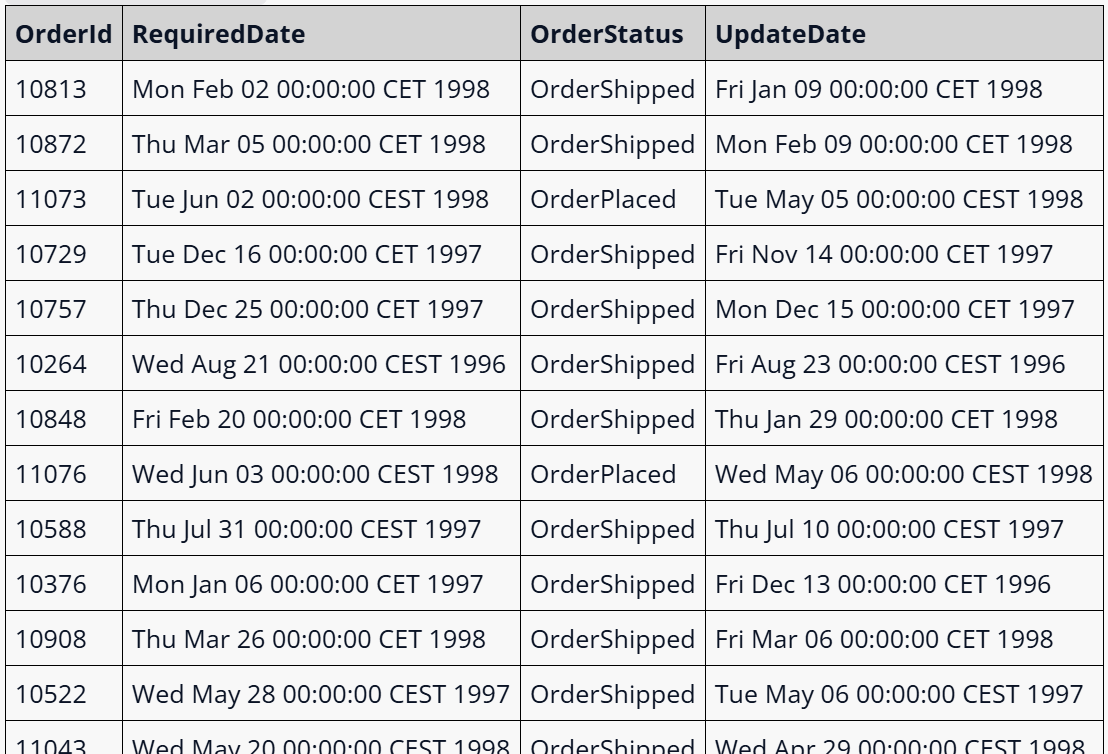 OrderId RequiredDate OrderStatus UpdateDate
10813 Mon Feb 02 00:00:00 CET 1998 OrderShipped Fri Jan 09 00:00:00 CET 1998
10872 Thu Mar 05 00:00:00 CET 1998 OrderShipped Mon Feb 09 00:00:00 CET 1998
11073 Tue Jun 02 00:00:00 CEST 1998 OrderPlaced Tue May 05 00:00:00 CEST 1998
10729 Tue Dec 16 00:00:00 CET 1997 OrderShipped Fri Nov 14 00:00:00 CET 1997
10757 Thu Dec 25 00:00:00 CET 1997 OrderShipped Mon Dec 15 00:00:00 CET 1997
10264 Wed Aug 21 00:00:00 CEST 1996 OrderShipped Fri Aug 23 00:00:00 CEST 1996
10848 Fri Feb 20 00:00:00 CET 1998 OrderShipped Thu Jan 29 00:00:00 CET 1998
11076 Wed Jun 03 00:00:00 CEST 1998 OrderPlaced Wed May 06 00:00:00 CEST 1998
10588 Thu Jul 31 00:00:00 CEST 1997 OrderShipped Thu Jul 10 00:00:00 CEST 1997
10376 Mon Jan 06 00:00:00 CET 1997 OrderShipped Fri Dec 13 00:00:00 CET 1996
10908 Thu Mar 26 00:00:00 CET 1998 OrderShipped Fri Mar 06 00:00:00 CET 1998
10522 Wed May 28 00:00:00 CEST 1997 OrderShipped Tue May 06 00:00:00 CEST 1997
11043 Wed May 20 00:00:00 CEST 1998 OrderShipped Wed Apr 29 00:00:00 CEST 1998